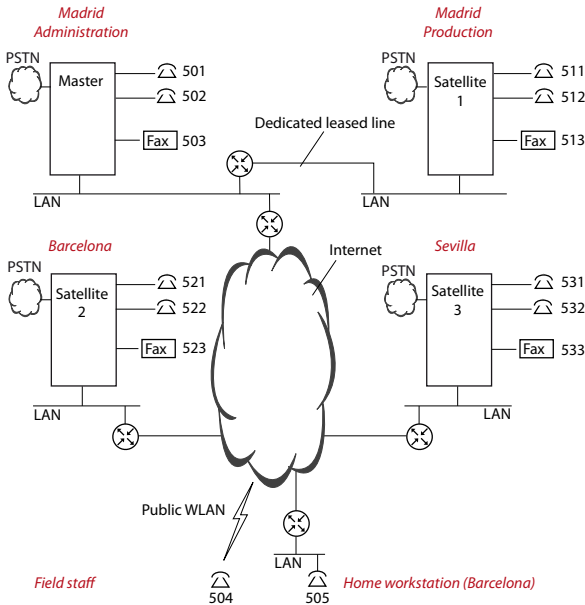 Madrid
Administration
PSTN
Master
501
502
Fax 503
LAN
Madrid
Production
PSTN
Satellite
1
511
512
Fax 513
LAN
Dedicated leased line
Barcelona
PSTN
Satellite
2
521
522
Fax 523
LAN
Internet
Sevilla
PSTN
Satellite
3
531
532
Fax 533
LAN
Public WLAN
LAN
Field staff
504
505
Home workstation (Barcelona)